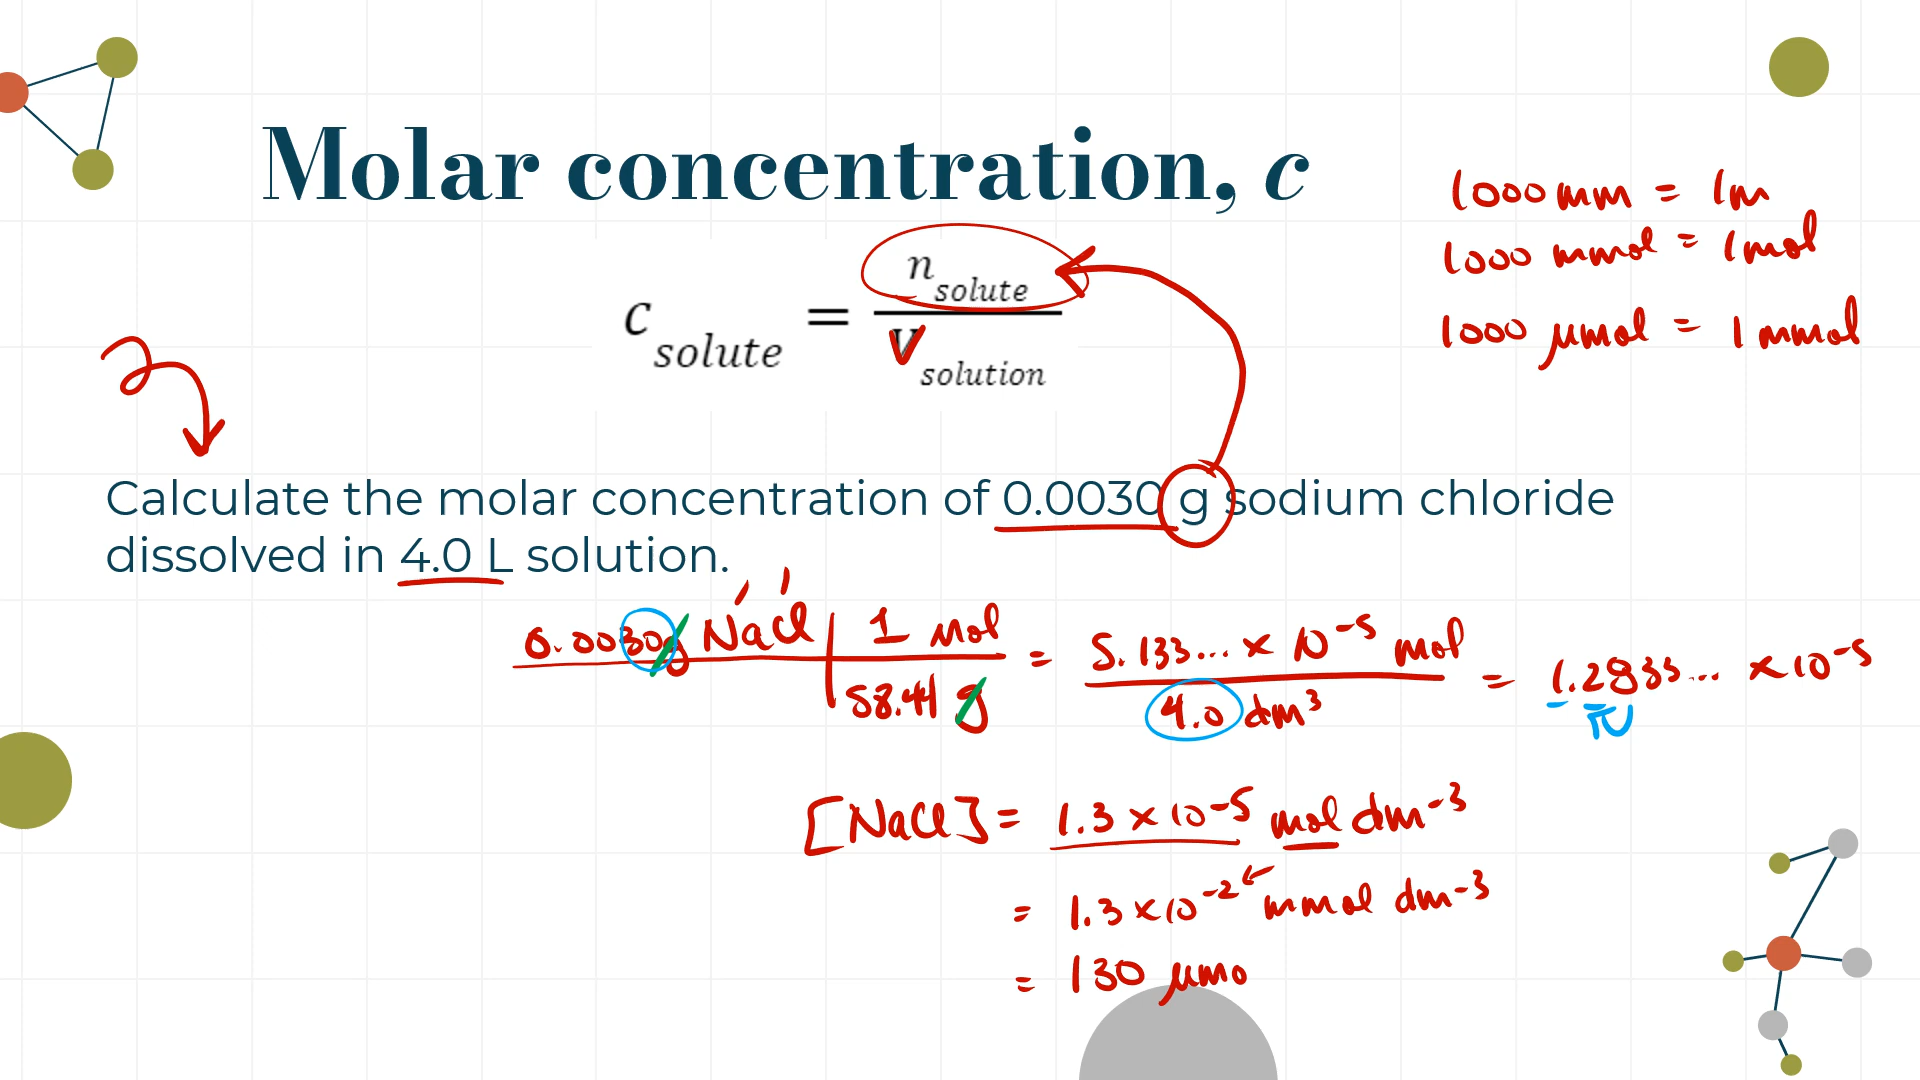 Molar concentration, c
1000 mm = 1m
1000 mmol = 1 mol
1000 μmol = 1 mmol
c solute = n solute / V solution
Calculate the molar concentration of 0.0030 g sodium chloride
dissolved in 4.0 L solution.
0.0030g NaCl | 1 mol / 58.44 g = 5.133... × 10⁻⁵ mol / 4.0 dm³ = 1.2833... × 10⁻⁵
[NaCl] = 1.3 × 10⁻⁵ mol dm⁻³
= 1.3 × 10⁻² mmol dm⁻³
= 130 μmo